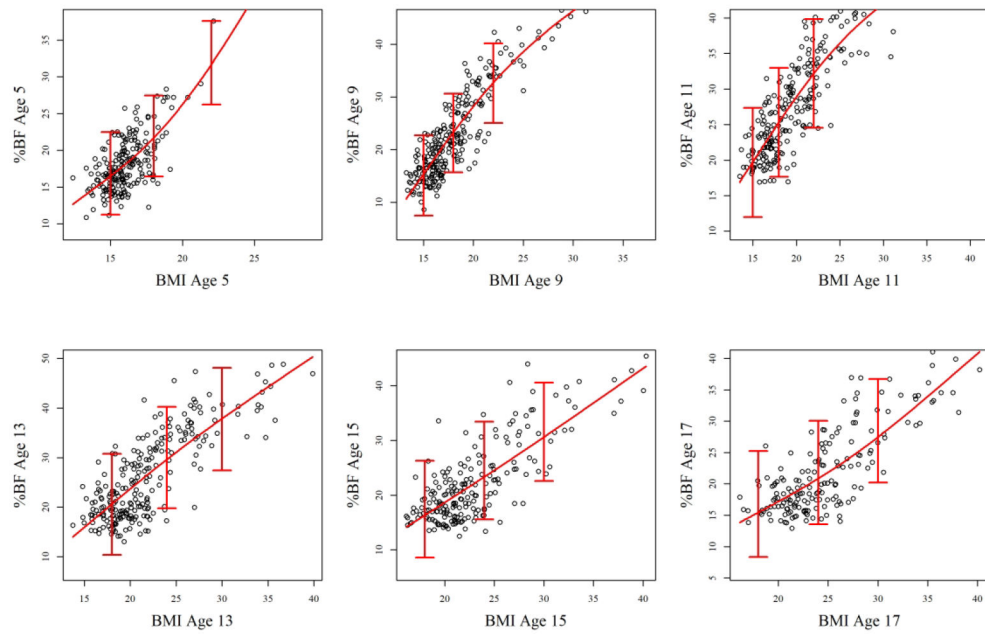 %BF Age 5
10 15 20 25 30 35
15 20 25
BMI Age 5
%BF Age 9
10 20 30 40
15 20 25 30 35
BMI Age 9
%BF Age 11
10 15 20 25 30 35 40
15 20 25 30 35 40
BMI Age 11
%BF Age 13
10 20 30 40 50
15 20 25 30 35 40
BMI Age 13
%BF Age 15
10 20 30 40
20 25 30 35 40
BMI Age 15
%BF Age 17
5 10 15 20 25 30 35 40
20 25 30 35 40
BMI Age 17